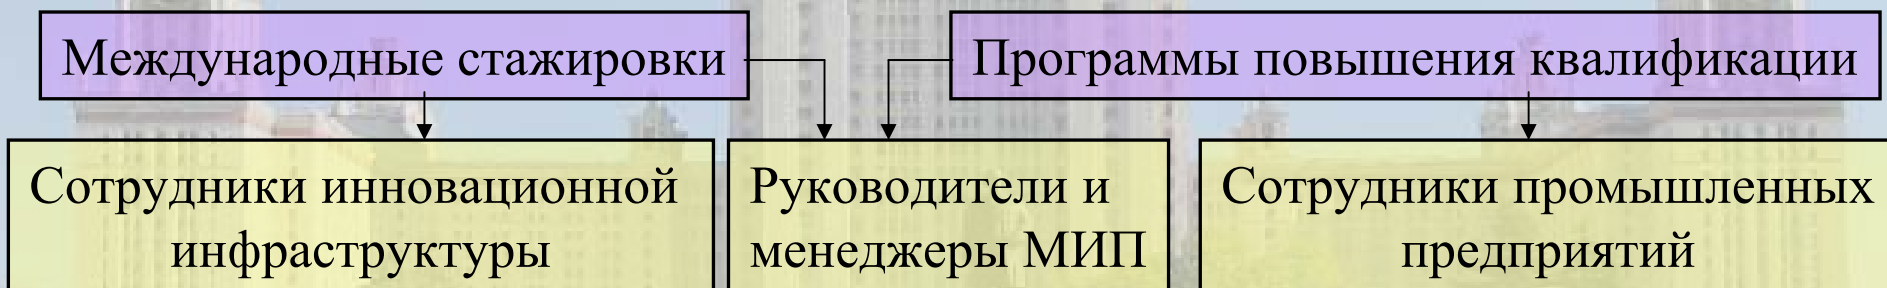 Международные стажировки
Программы повышения квалификации
Сотрудники инновационной
инфраструктуры
Руководители и
менеджеры МИП
Сотрудники промышленных
предприятий